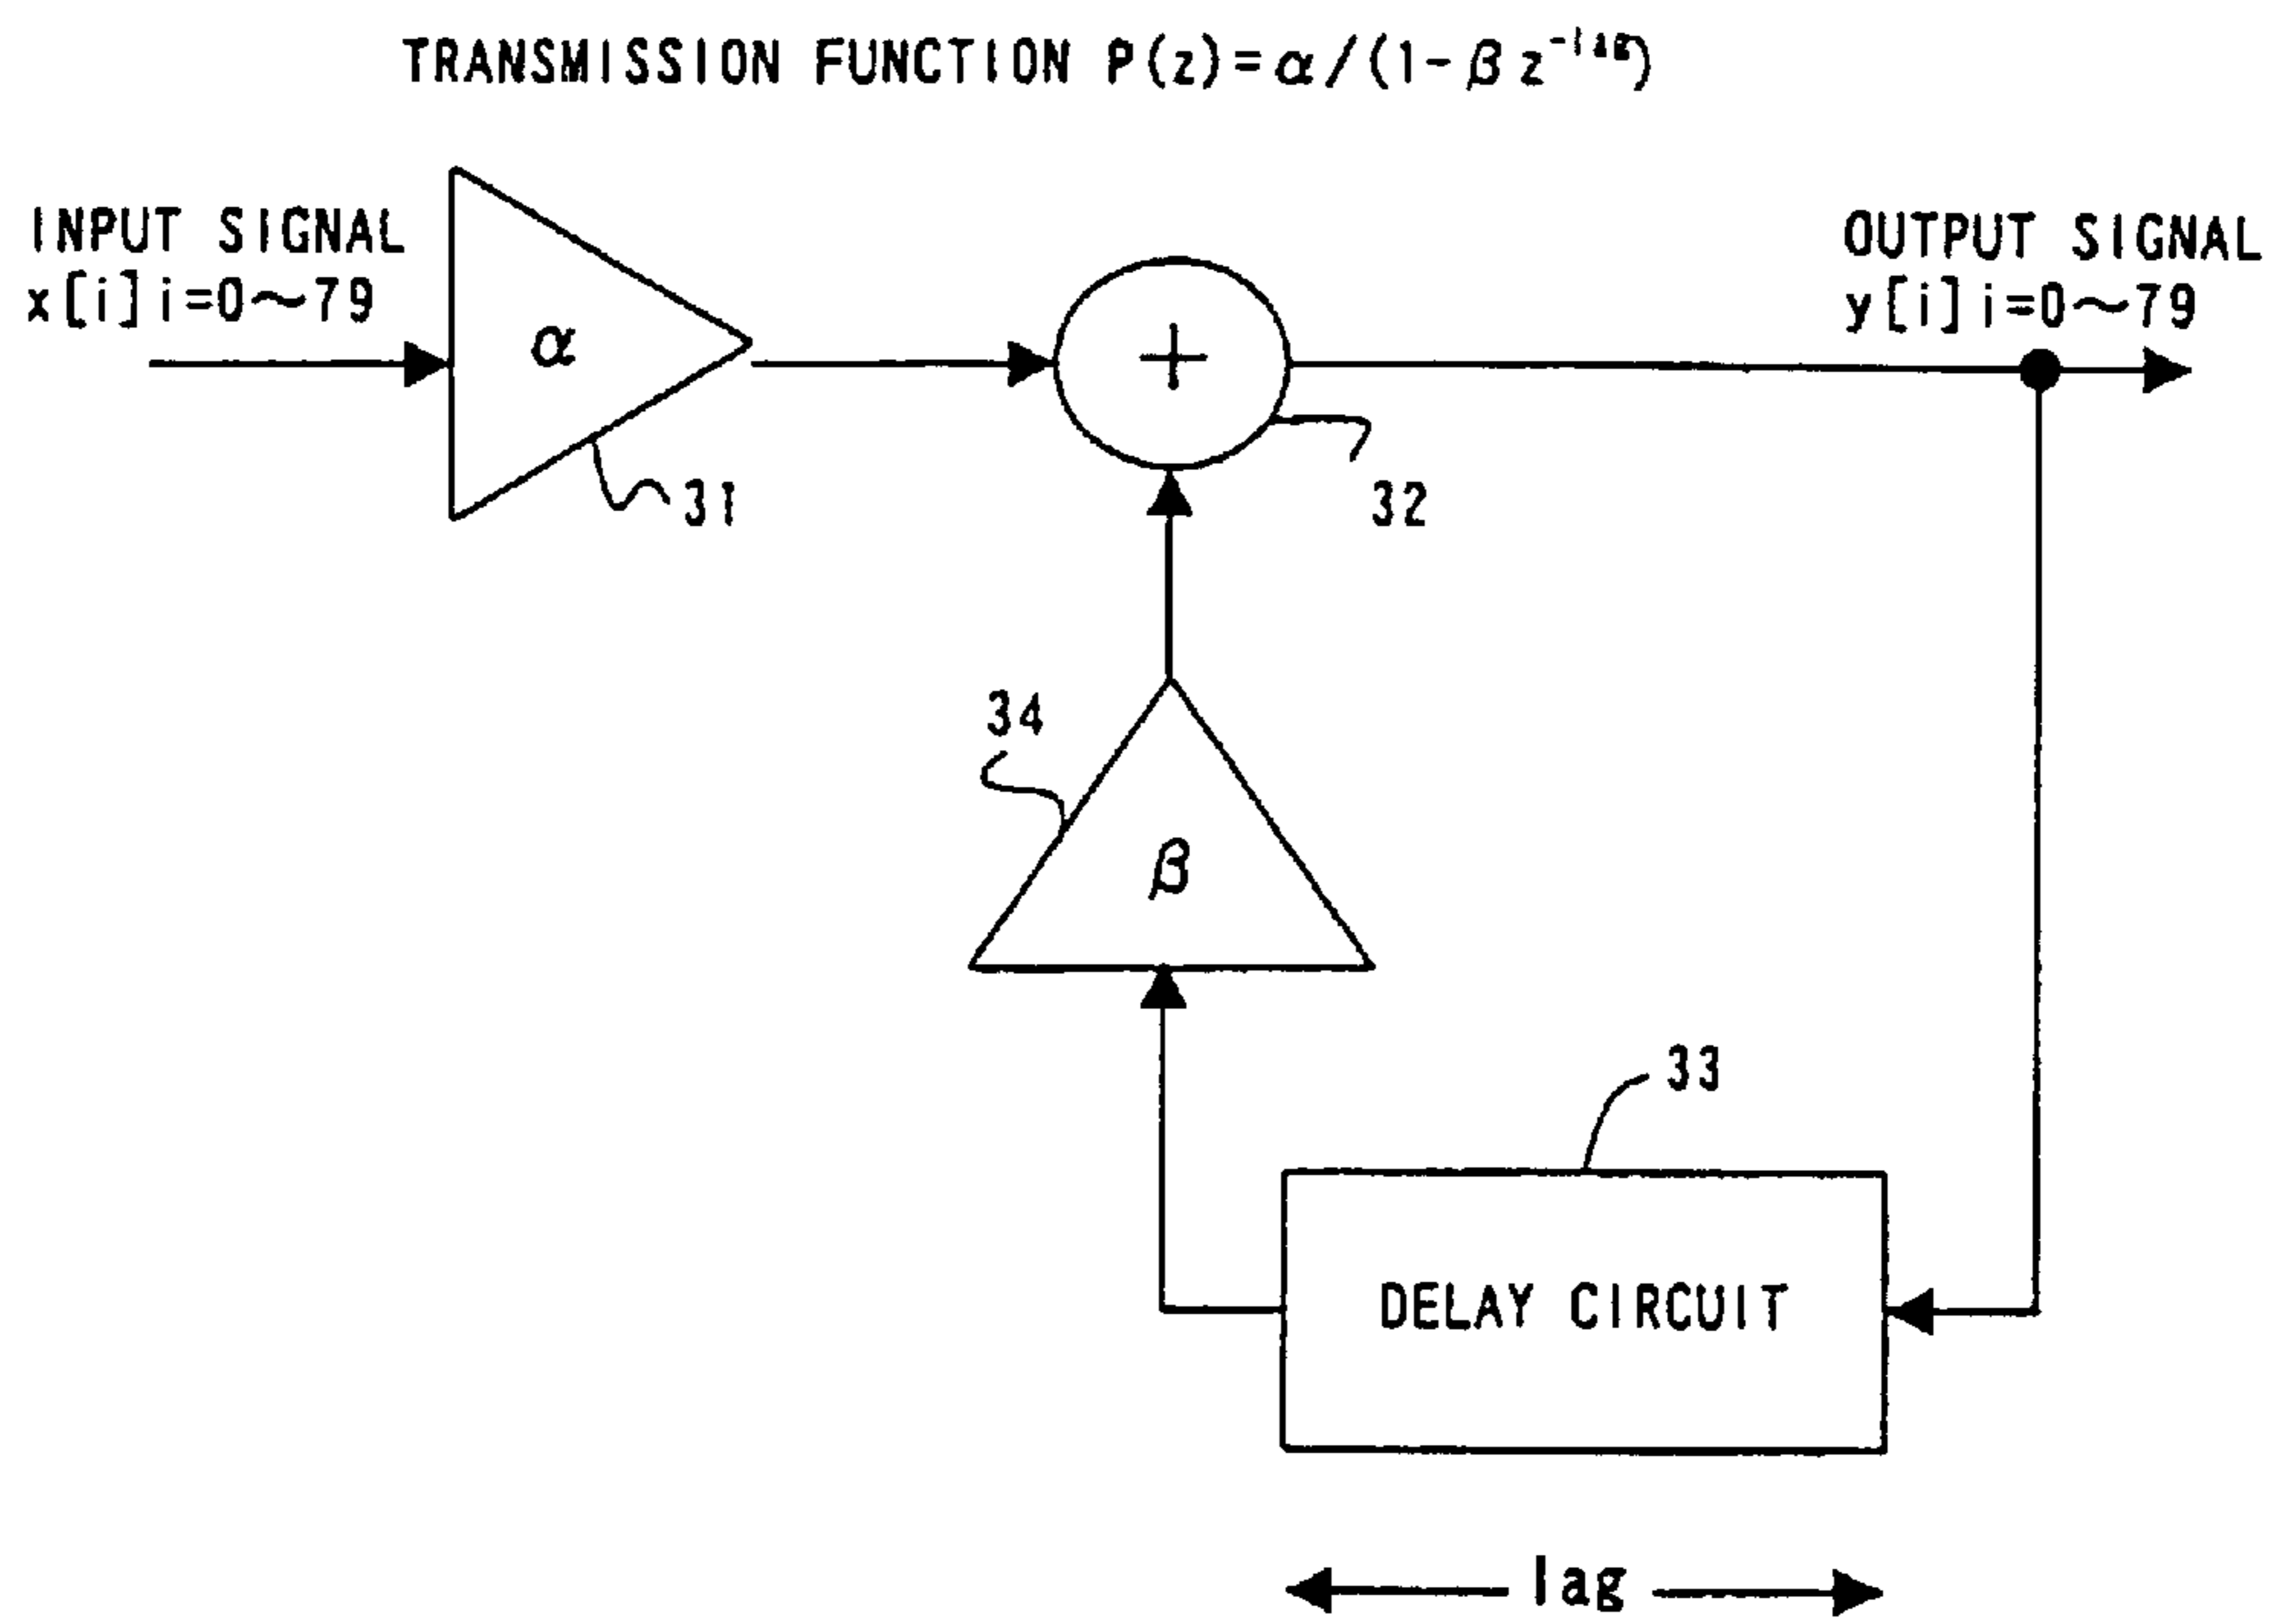 TRANSMISSION FUNCTION P(z)=α/(1-βz^-lag)
INPUT SIGNAL
x[i]i=0~79
OUTPUT SIGNAL
y[i]i=0~79
α
+
31
32
34
β
33
DELAY CIRCUIT
lag